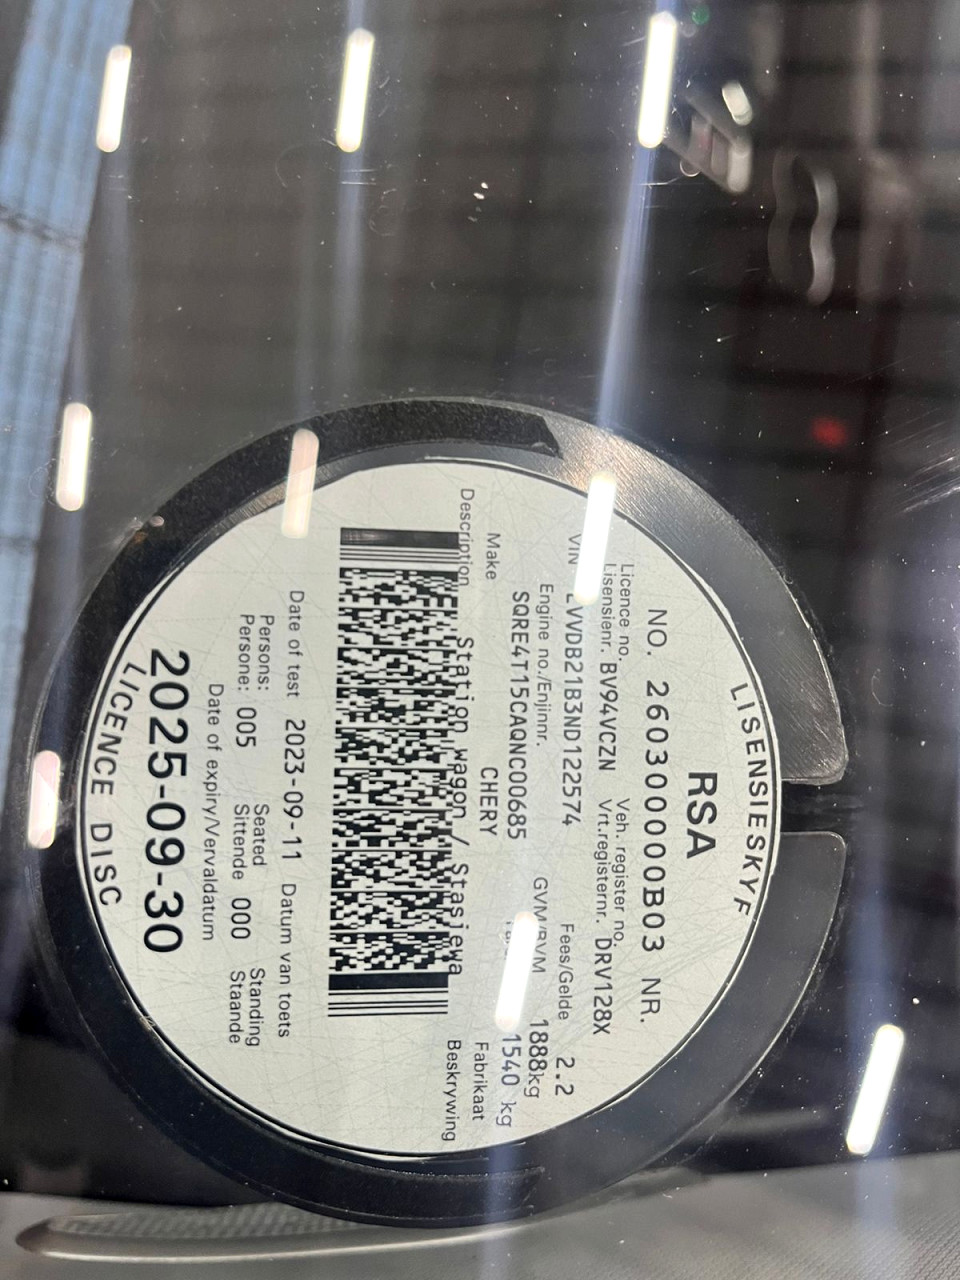 LISENSIESKYF
RSA
NO. 260300000B03 NR.
Licence no. Veh. register no.
Lisensienr. BV94VCZN Vrt.registernr. DRV128X
VIN VVDB21B3ND122574 Fees/Gelde 2.2
Engine no./Enjinnr. GVM/BVM 1888kg
SQRE4T15CAQNC00685 1540 kg
Make CHERY Fabrikaat
Description Station wagon / Stasiewa Beskrywing
Date of test 2023-09-11 Datum van toets
Persons: Seated Standing
Persone: 005 Sittende 000 Staande
Date of expiry/Vervaldatum
2025-09-30
LICENCE DISC